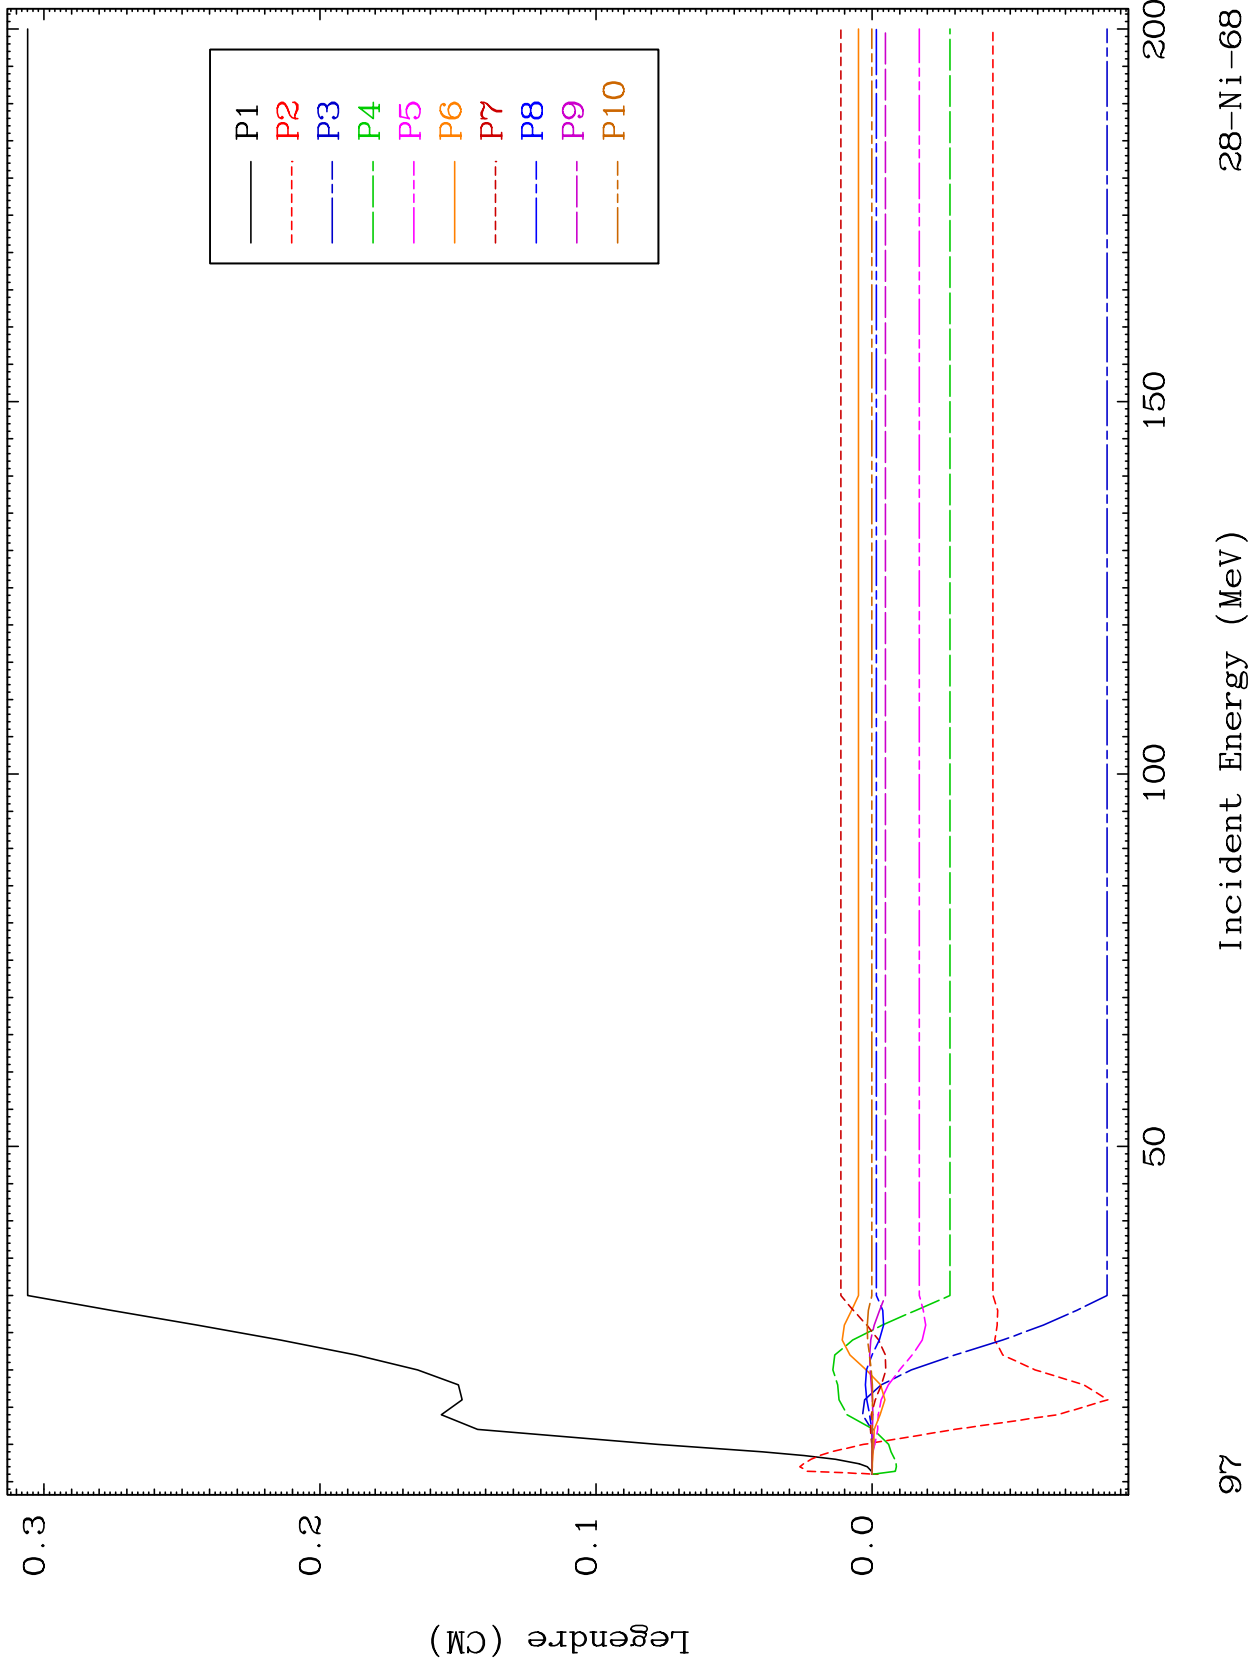 0.3
0.2
0.1
0.0
Legendre (CM)
P1
P2
P3
P4
P5
P6
P7
P8
P9
P10
50
100
150
200
Incident Energy (MeV)
97
28-Ni-68